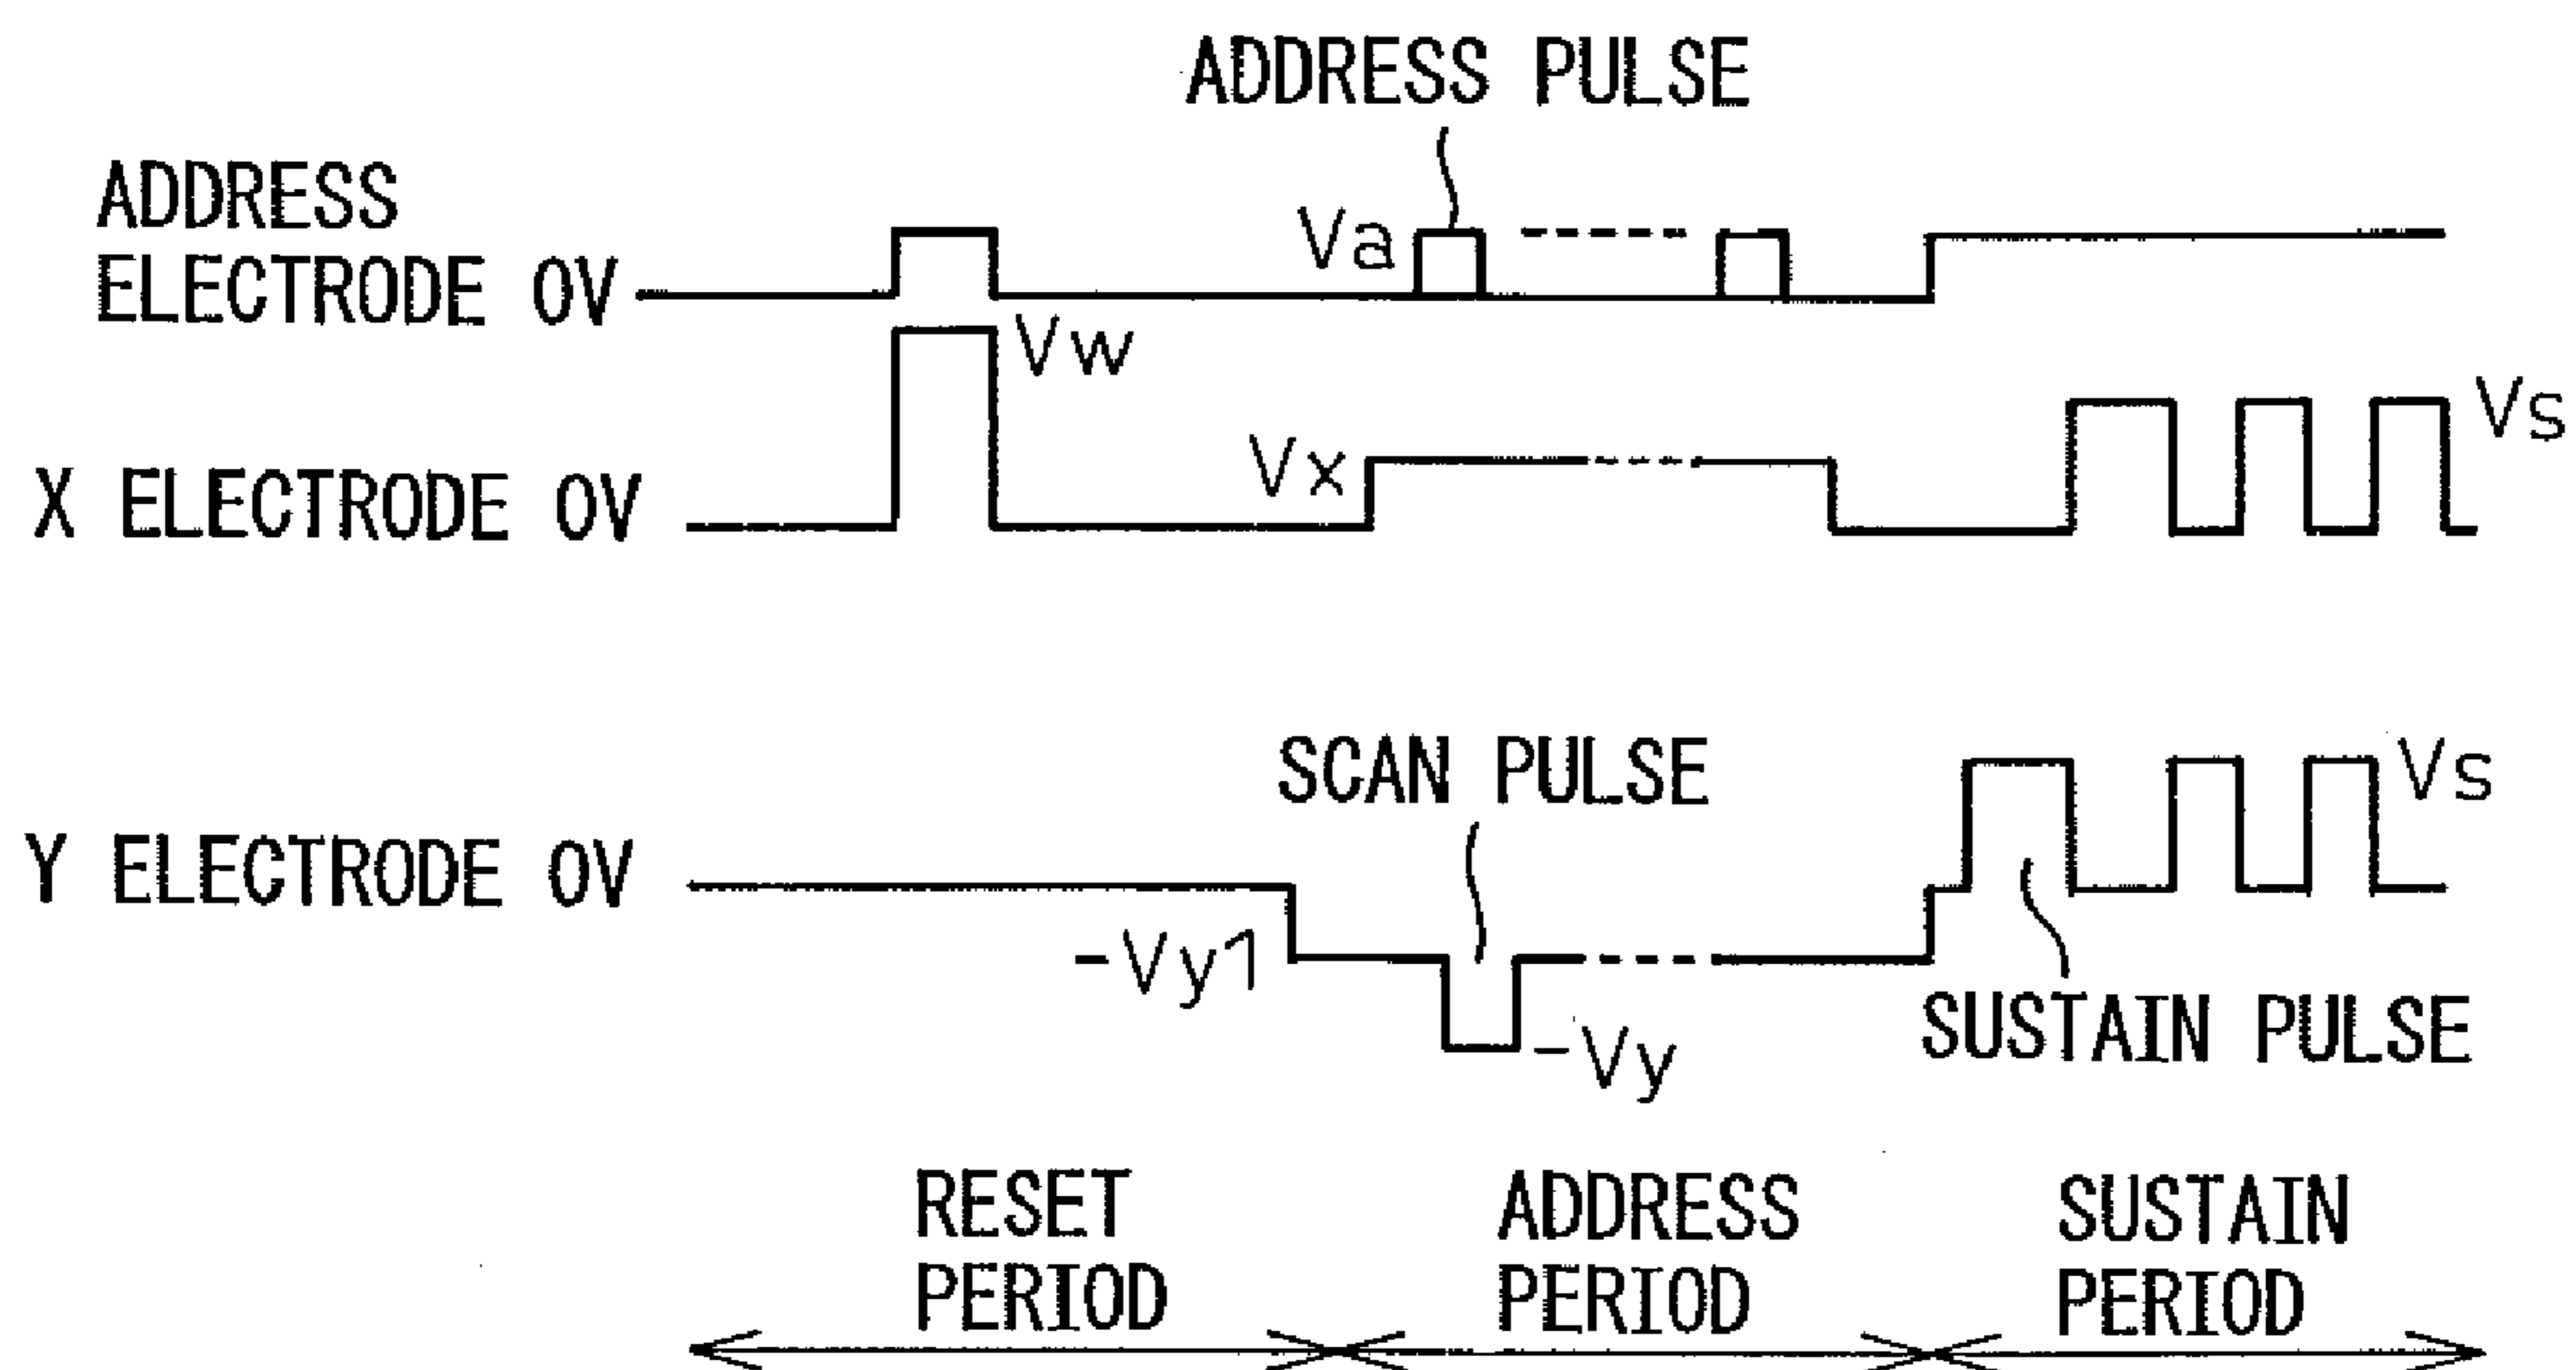 ADDRESS PULSE
ADDRESS
ELECTRODE 0V
Va
Vw
Vs
Vx
X ELECTRODE 0V
SCAN PULSE
Vs
Y ELECTRODE 0V
-Vy1
-Vy
SUSTAIN PULSE
RESET
PERIOD
ADDRESS
PERIOD
SUSTAIN
PERIOD